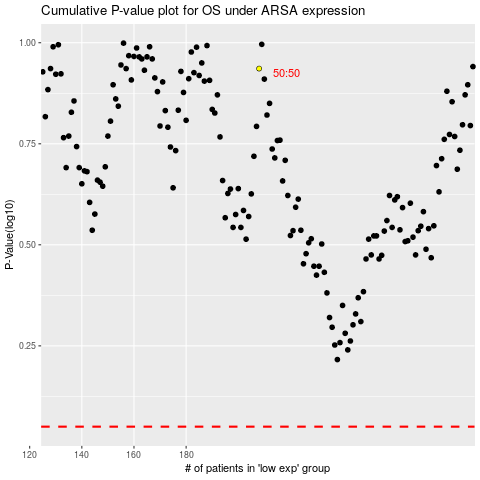 Cumulative P-value plot for OS under ARSA expression
1.00
50:50
0.75
0.50
0.25
P-Value(log10)
120 140 160 180
# of patients in 'low exp' group